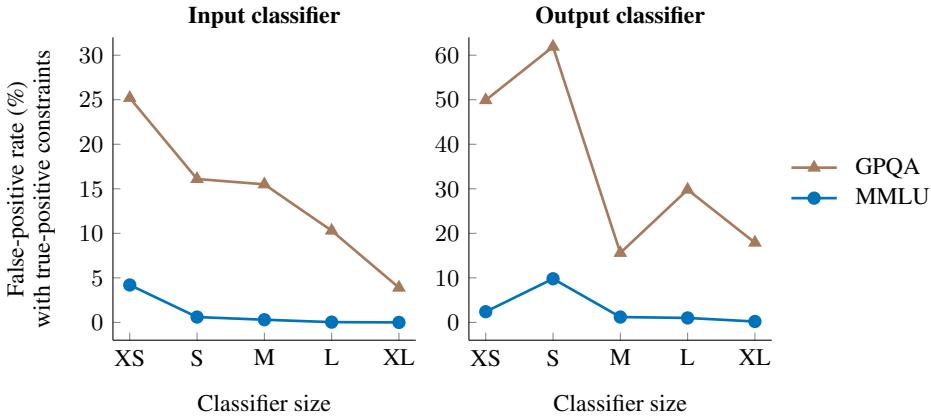 Input classifier
Output classifier
False-positive rate (%)
with true-positive constraints
30
25
20
15
10
5
0
XS S M L XL
Classifier size
60
50
40
30
20
10
0
XS S M L XL
Classifier size
GPQA
MMLU